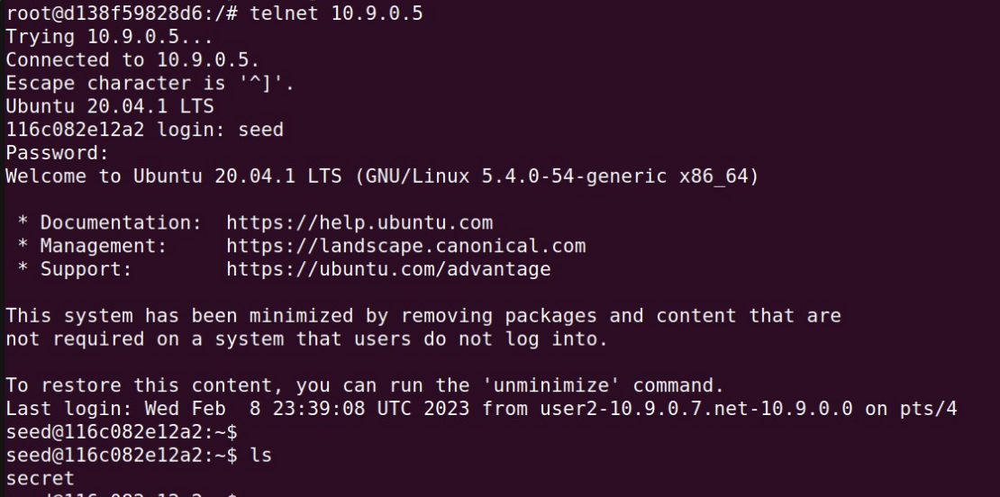 root@d138f59828d6:/# telnet 10.9.0.5
Trying 10.9.0.5...
Connected to 10.9.0.5.
Escape character is '^]'.
Ubuntu 20.04.1 LTS
116c082e12a2 login: seed
Password:
Welcome to Ubuntu 20.04.1 LTS (GNU/Linux 5.4.0-54-generic x86_64)
* Documentation:  https://help.ubuntu.com
* Management:     https://landscape.canonical.com
* Support:        https://ubuntu.com/advantage
This system has been minimized by removing packages and content that are
not required on a system that users do not log into.
To restore this content, you can run the 'unminimize' command.
Last login: Wed Feb  8 23:39:08 UTC 2023 from user2-10.9.0.7.net-10.9.0.0 on pts/4
seed@116c082e12a2:~$
seed@116c082e12a2:~$ ls
secret